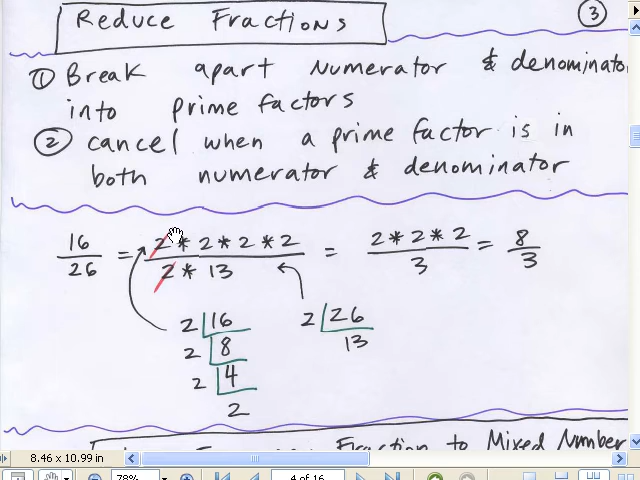 Reduce Fractions
3
1 Break apart Numerator & denominato
into prime factors
2 cancel when a prime factor is in
both numerator & denominator
16/26 = 2 * 2 * 2 * 2 / 2 * 13 = 2 * 2 * 2 / 3 = 8/3
2 16
2 8
2 4
2
2 26
13
Fraction to Mixed Number
8.46 x 10.99 in
78%
4 of 16